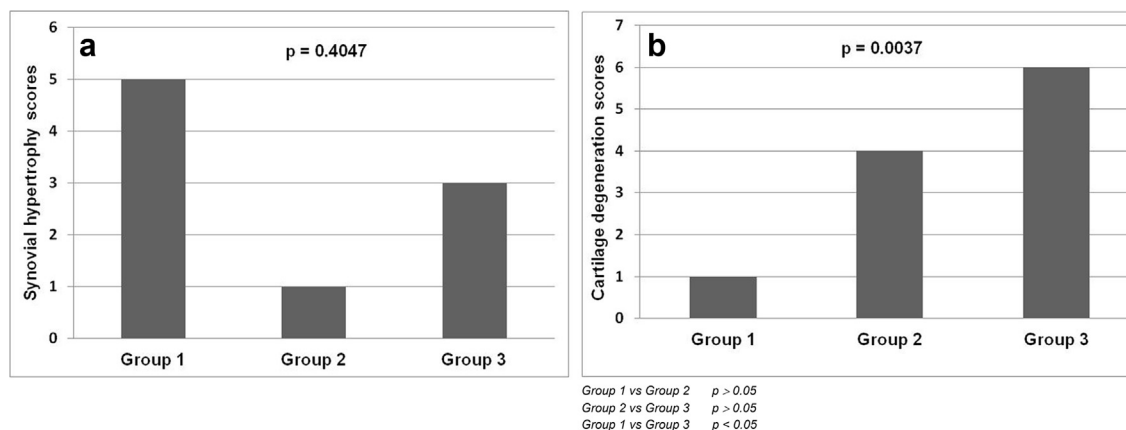 a
p = 0.4047
Synovial hypertrophy scores
6
5
4
3
2
1
0
Group 1 Group 2 Group 3
b
p = 0.0037
Cartilage degeneration scores
7
6
5
4
3
2
1
0
Group 1 Group 2 Group 3
Group 1 vs Group 2 p > 0.05
Group 2 vs Group 3 p > 0.05
Group 1 vs Group 3 p < 0.05